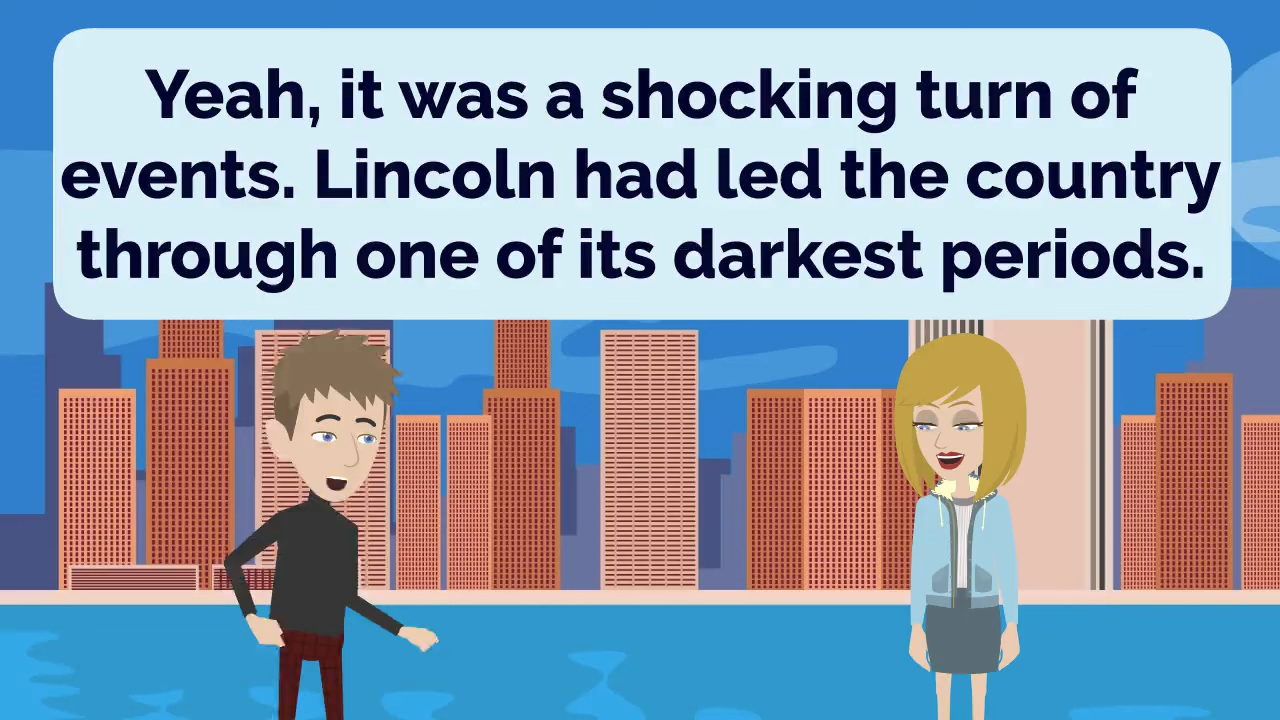 Yeah, it was a shocking turn of
events. Lincoln had led the country
through one of its darkest periods.